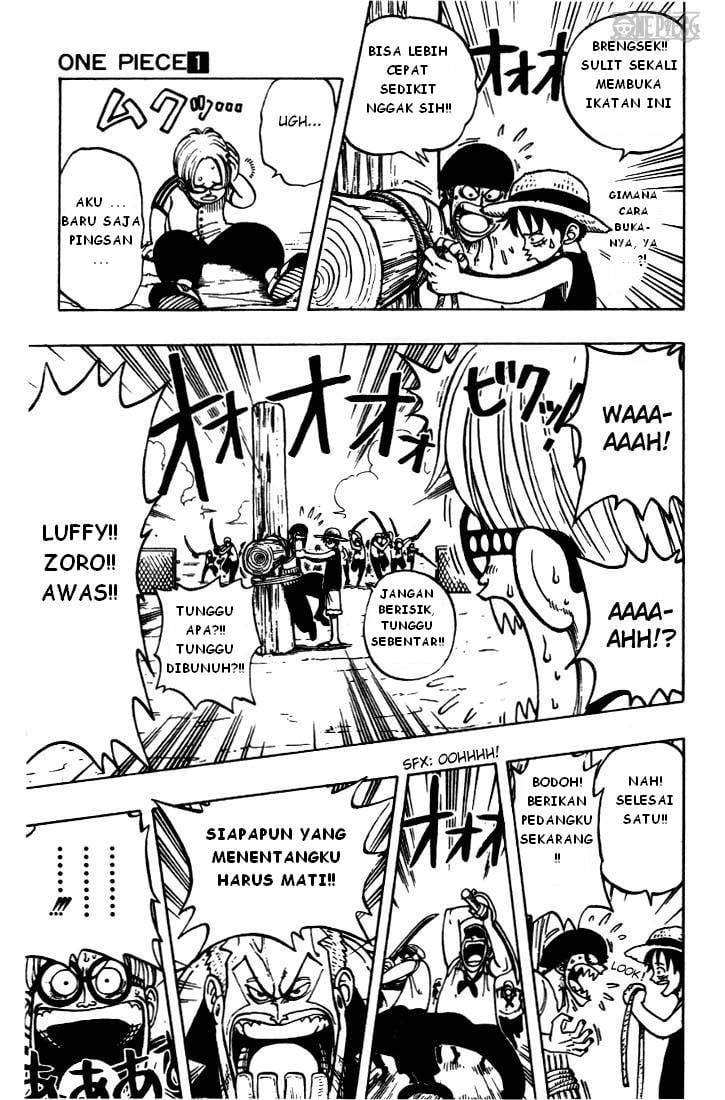 ONE PIECE 1
ONE PIECE
BRENGSEK!!
SULIT SEKALI
MEMBUKA
IKATAN INI
オオオ
BISA LEBIH
CEPAT
SEDIKIT
NGGAK SIH!!
GIMANA
CARA
BUKA-
NYA, YA
...?!
UGH...
ムクッ...
AKU ...
BARU SAJA
PINGSAN
...
WAAA-
AAAH!
ビクッ!
AAAA-
AHH!?
オオオオオ
JANGAN
BERISIK,
TUNGGU
SEBENTAR!!
TUNGGU
APA?!!
TUNGGU
DIBUNUH?!!
LUFFY!!
ZORO!!
AWAS!!
SFX: OOHHHH!
NAH!
SELESAI
SATU!!
BODOH!
BERIKAN
PEDANGKU
SEKARANG
!!
LOOK!
オオオ
SIAPAPUN YANG
MENENTANGKU
HARUS MATI!!
........!!!
あああ